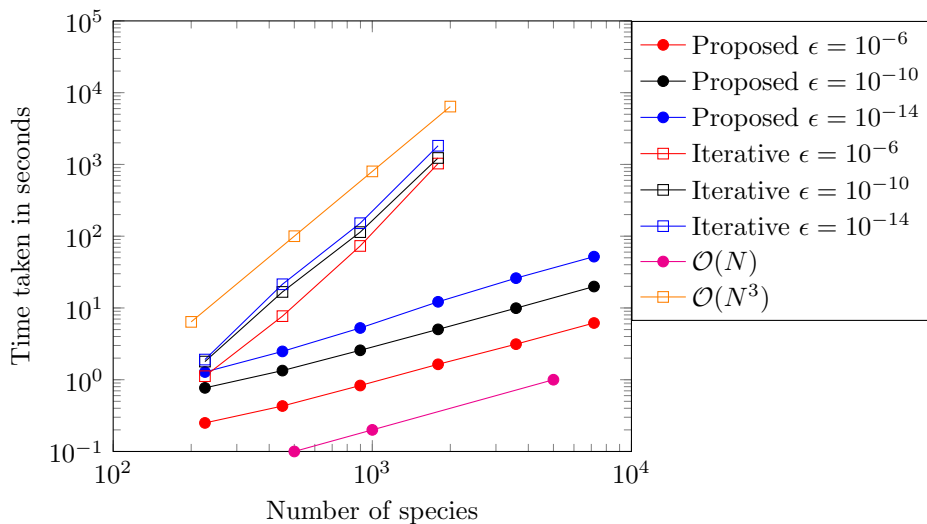 10^5
10^4
10^3
10^2
10^1
10^0
10^−1
Time taken in seconds
10^2
10^3
10^4
Number of species
Proposed ϵ = 10^−6
Proposed ϵ = 10^−10
Proposed ϵ = 10^−14
Iterative ϵ = 10^−6
Iterative ϵ = 10^−10
Iterative ϵ = 10^−14
𝒪(N)
𝒪(N^3)